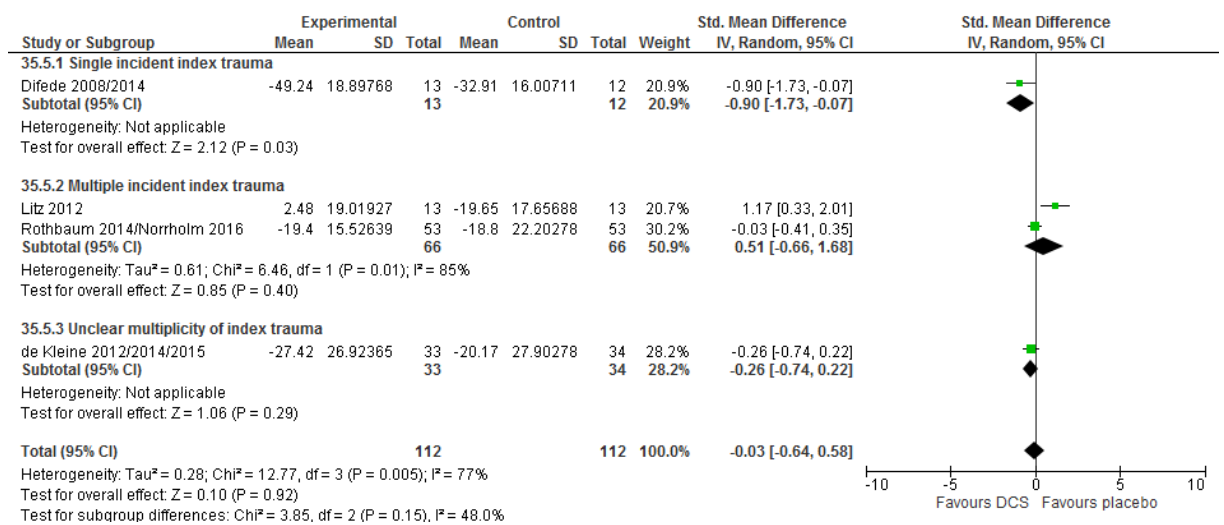 Experimental Control Std. Mean Difference Std. Mean Difference
Study or Subgroup Mean SD Total Mean SD Total Weight IV, Random, 95% CI IV, Random, 95% CI
35.5.1 Single incident index trauma
Difede 2008/2014 -49.24 18.89768 13 -32.91 16.00711 12 20.9% -0.90 [-1.73, -0.07]
Subtotal (95% CI) 13 12 20.9% -0.90 [-1.73, -0.07]
Heterogeneity: Not applicable
Test for overall effect: Z = 2.12 (P = 0.03)
35.5.2 Multiple incident index trauma
Litz 2012 2.48 19.01927 13 -19.65 17.65688 13 20.7% 1.17 [0.33, 2.01]
Rothbaum 2014/Norrholm 2016 -19.4 15.52639 53 -18.8 22.20278 53 30.2% -0.03 [-0.41, 0.35]
Subtotal (95% CI) 66 66 50.9% 0.51 [-0.66, 1.68]
Heterogeneity: Tau² = 0.61; Chi² = 6.46, df = 1 (P = 0.01); I² = 85%
Test for overall effect: Z = 0.85 (P = 0.40)
35.5.3 Unclear multiplicity of index trauma
de Kleine 2012/2014/2015 -27.42 26.92365 33 -20.17 27.90278 34 28.2% -0.26 [-0.74, 0.22]
Subtotal (95% CI) 33 34 28.2% -0.26 [-0.74, 0.22]
Heterogeneity: Not applicable
Test for overall effect: Z = 1.06 (P = 0.29)
Total (95% CI) 112 112 100.0% -0.03 [-0.64, 0.58]
Heterogeneity: Tau² = 0.28; Chi² = 12.77, df = 3 (P = 0.005); I² = 77%
Test for overall effect: Z = 0.10 (P = 0.92)
Test for subgroup differences: Chi² = 3.85, df = 2 (P = 0.15), I² = 48.0%
-10 -5 0 5 10
Favours DCS Favours placebo